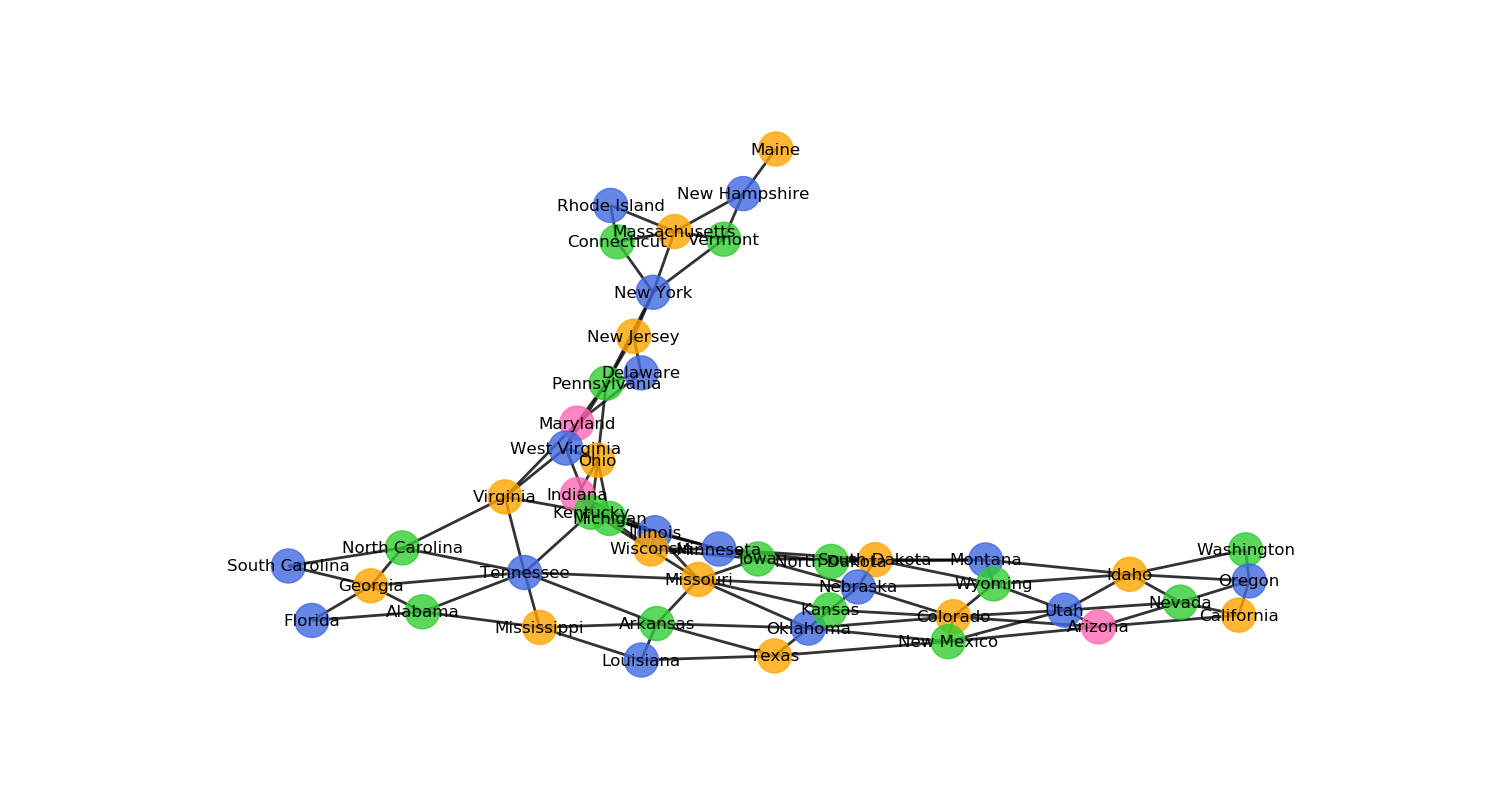 Maine
New Hampshire
Rhode Island
Massachusetts
Vermont
Connecticut
New York
New Jersey
Delaware
Pennsylvania
Maryland
West Virginia
Ohio
Indiana
Virginia
Kentucky
Michigan
Illinois
North Carolina
Wisconsin
Minnesota
Washington
Iowa
North Dakota
South Dakota
Montana
South Carolina
Tennessee
Missouri
Idaho
Oregon
Georgia
Nebraska
Wyoming
Nevada
Alabama
Kansas
Utah
Florida
Colorado
California
Mississippi
Arkansas
Oklahoma
Arizona
New Mexico
Louisiana
Texas